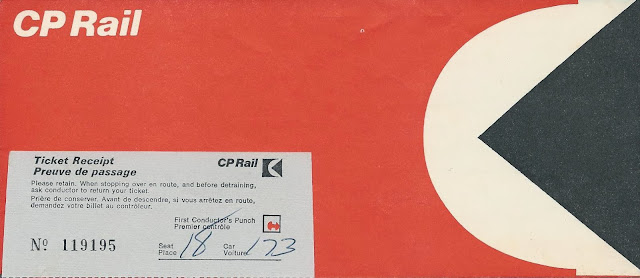 CP Rail
Ticket Receipt
Preuve de passage
CP Rail
Please retain. When stopping over en route, and before detraining,
ask conductor to return your ticket.
Prière de conserver. Avant de descendre, si vous arrêtez en route,
demandez votre billet au contrôleur.
First Conductor's Punch
Premier contrôle
Nº 119195
Seat
Place
18
Car
Voiture
123